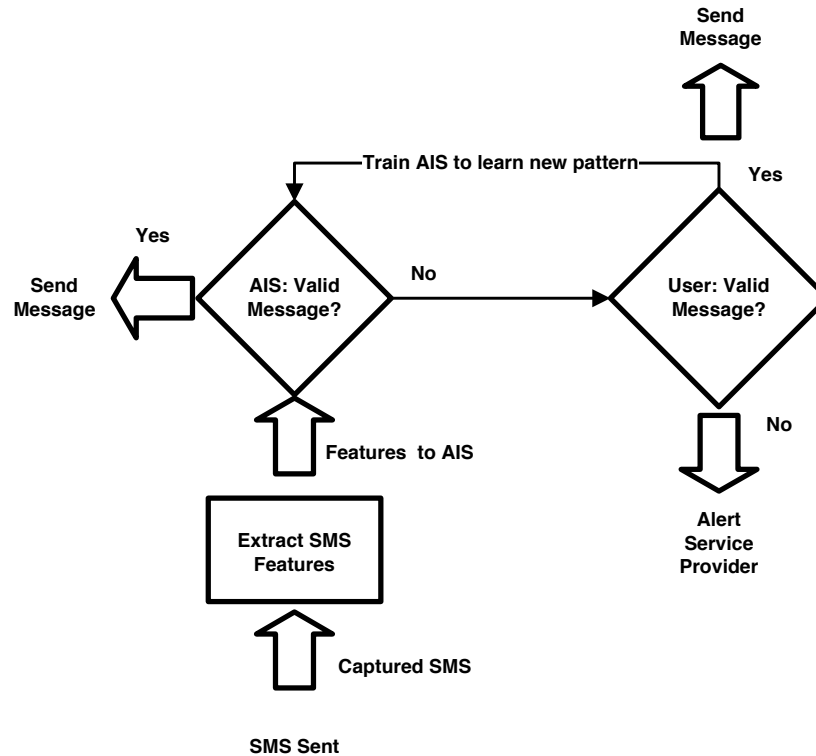 Send
Message
Train AIS to learn new pattern
Yes
Yes
Send
Message
AIS: Valid
Message?
No
User: Valid
Message?
No
Features to AIS
Alert
Service
Provider
Extract SMS
Features
Captured SMS
SMS Sent